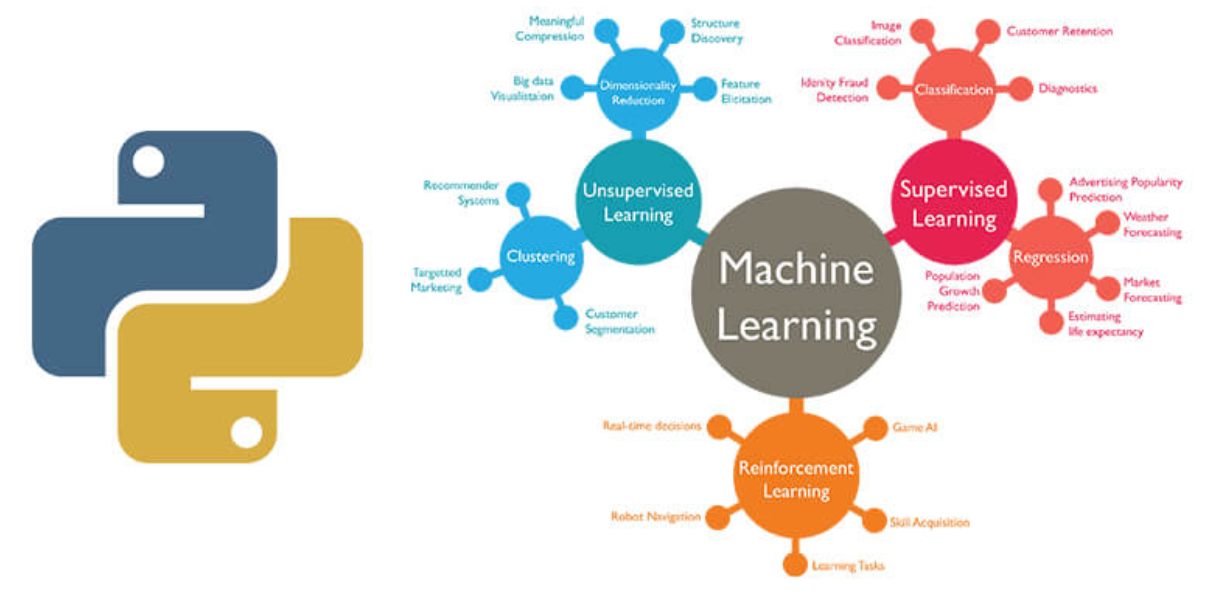 Meaningful
Compression
Structure
Discovery
Big data
Visualistaion
Dimensionality
Reduction
Feature
Elicitation
Unsupervised
Learning
Recommender
Systems
Clustering
Targetted
Marketing
Customer
Segmentation
Image
Classification
Customer Retention
Idenity Fraud
Detection
Classification
Diagnostics
Supervised
Learning
Advertising Popularity
Prediction
Weather
Forecasting
Regression
Population
Growth
Prediction
Market
Forecasting
Estimating
life expectancy
Machine
Learning
Real-time decisions
Game AI
Reinforcement
Learning
Robot Navigation
Skill Acquisition
Learning Tasks